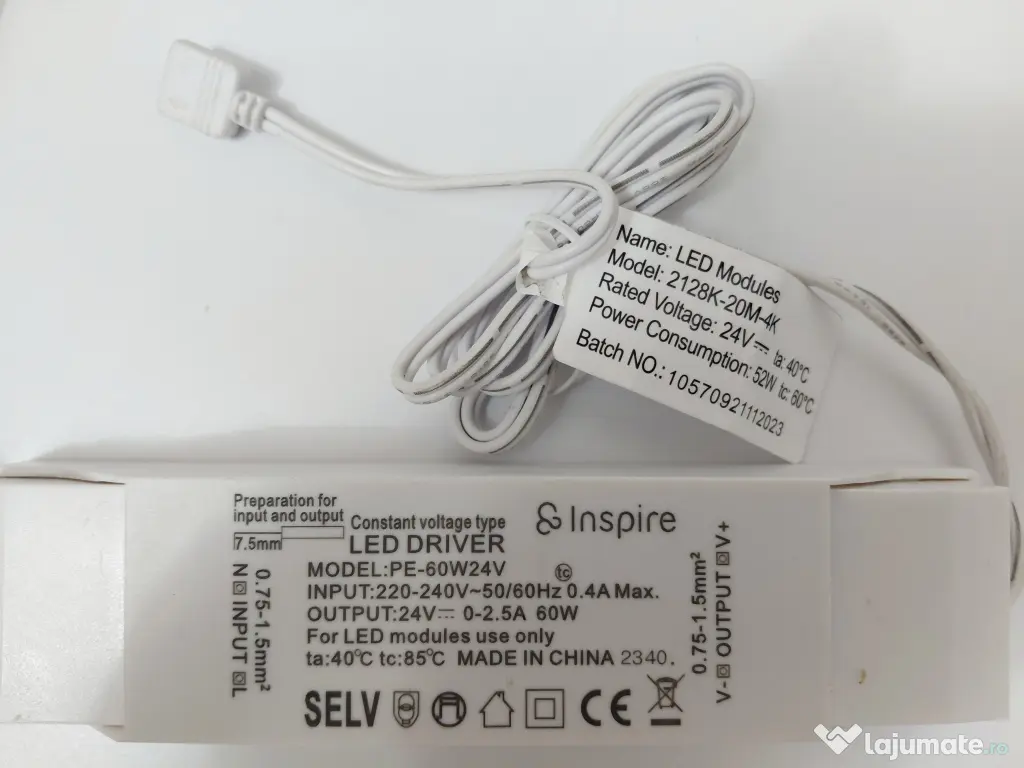 Name: LED Modules
Model: 2128K-20M-4K
Rated Voltage: 24V⎓ ta: 40°C
Power Consumption: 52W tc: 60°C
Batch NO.: 10570921112023
Preparation for
input and output
7.5mm
Constant voltage type
LED DRIVER
Inspire
MODEL:PE-60W24V
INPUT:220-240V~50/60Hz 0.4A Max.
OUTPUT:24V⎓ 0-2.5A 60W
For LED modules use only
ta:40°C tc:85°C MADE IN CHINA 2340.
tc
SELV
CE
N INPUT L
0.75-1.5mm²
0.75-1.5mm²
V- OUTPUT V+
lajumate.ro